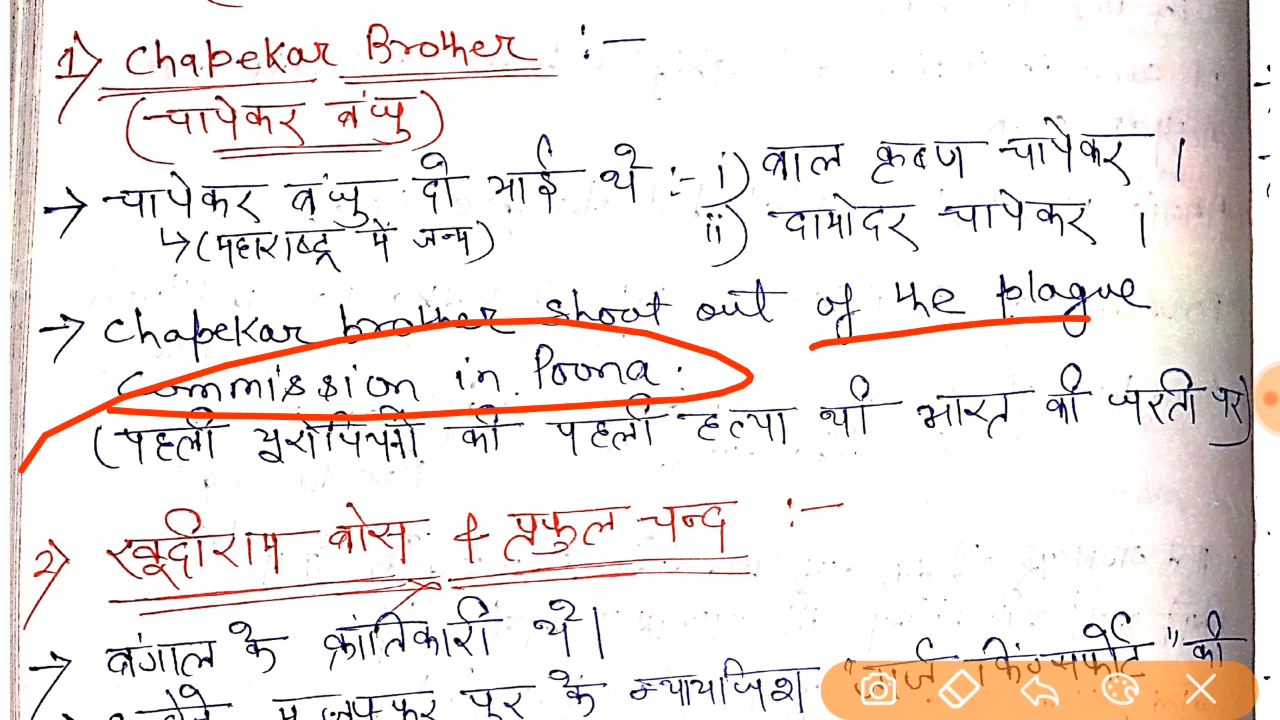 1) Chapekar Brother :-
(चापेकर बंधु)
→ चापेकर बंधु दो भाई थे :- i) बाल कृष्ण चापेकर ।
↳ (महाराष्ट्र में जन्म) ii) दामोदर चापेकर ।
→ Chapekar brother shoot out of the plague
Commission in Poona.
(पहली यूरोपियनो की पहली हत्या थी भारत की धरती पर)
2) खूदीराम बोस & प्रफुल चन्द :-
→ बंगाल के क्रांतिकारी थे।
पुर के न्यायाधिश "जार्ज किंग्सफोर्ट" की